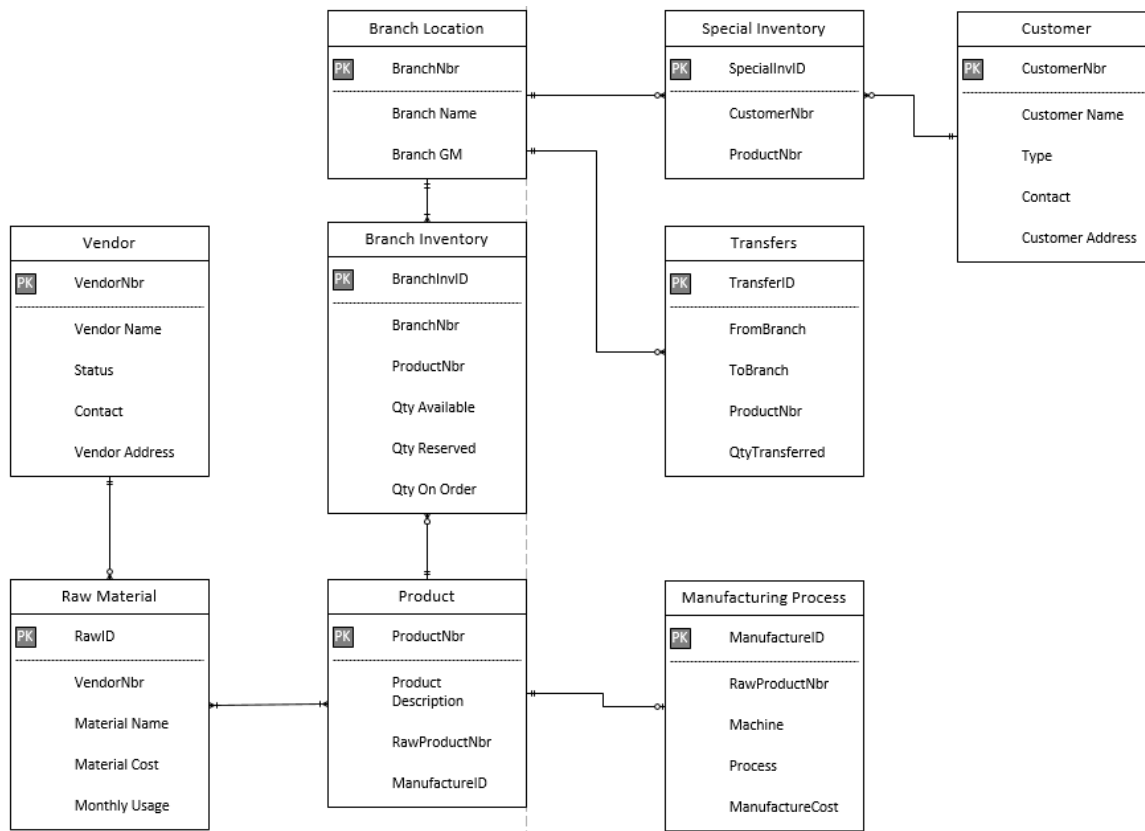 Branch Location
PK BranchNbr
Branch Name
Branch GM
Special Inventory
PK SpecialInvID
CustomerNbr
ProductNbr
Customer
PK CustomerNbr
Customer Name
Type
Contact
Customer Address
Vendor
PK VendorNbr
Vendor Name
Status
Contact
Vendor Address
Branch Inventory
PK BranchInvID
BranchNbr
ProductNbr
Qty Available
Qty Reserved
Qty On Order
Transfers
PK TransferID
FromBranch
ToBranch
ProductNbr
QtyTransferred
Raw Material
PK RawID
VendorNbr
Material Name
Material Cost
Monthly Usage
Product
PK ProductNbr
Product
Description
RawProductNbr
ManufactureID
Manufacturing Process
PK ManufactureID
RawProductNbr
Machine
Process
ManufactureCost